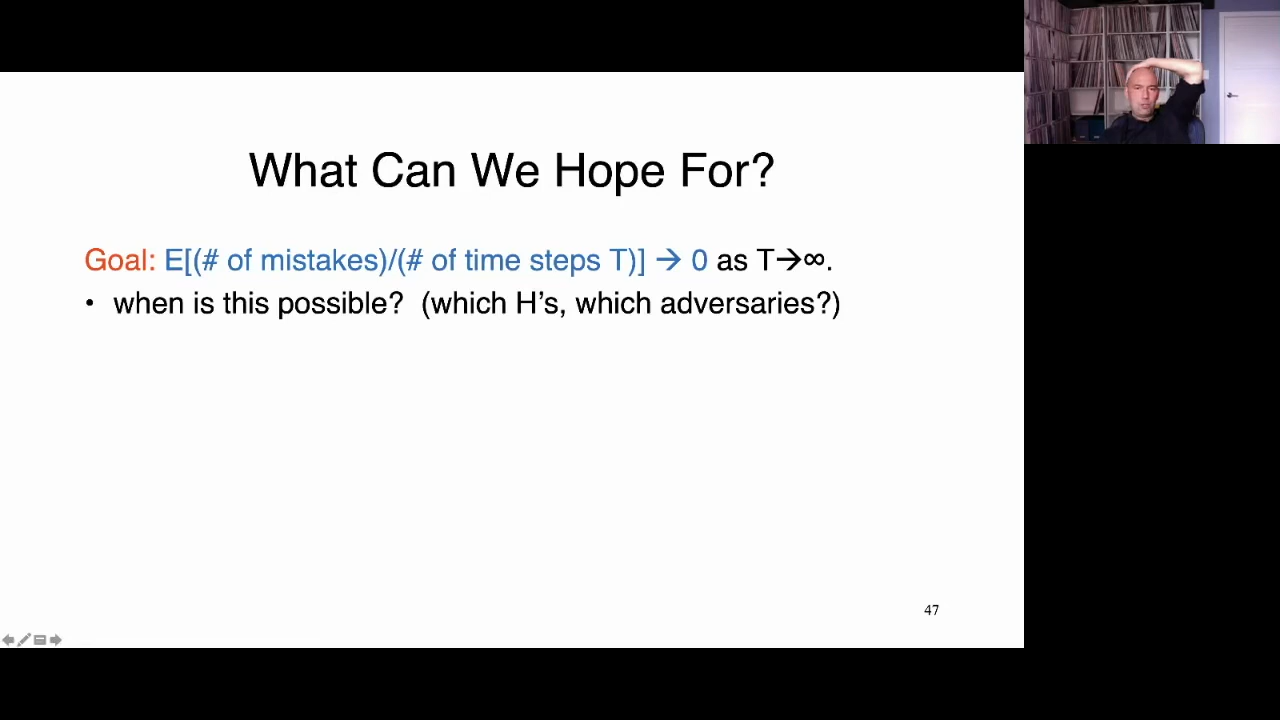 What Can We Hope For?
Goal: E[(# of mistakes)/(# of time steps T)] → 0 as T→∞.
• when is this possible? (which H's, which adversaries?)
47